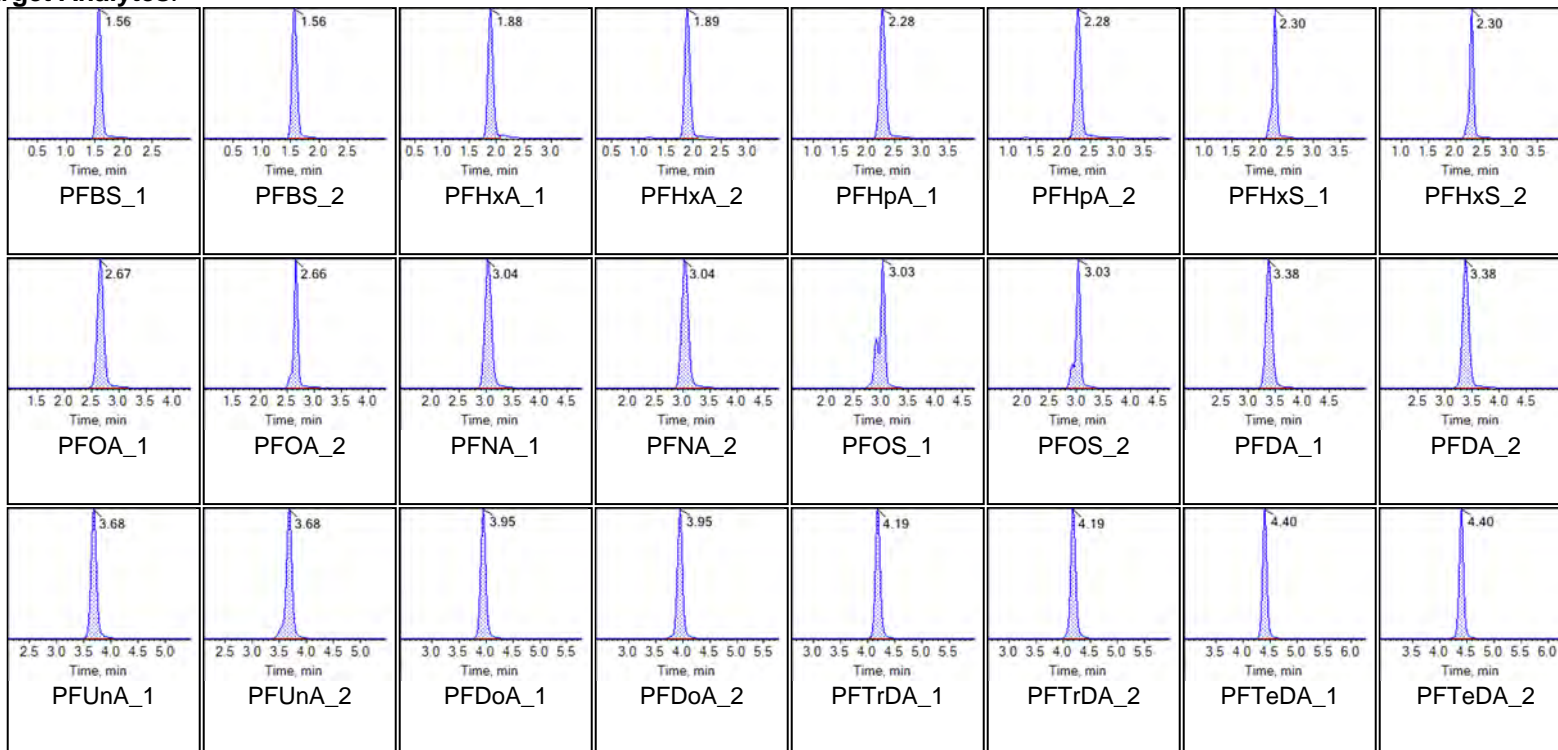 rget Analytes:
1.56 1.56 1.88 1.89 2.28 2.28 2.30 2.30
0.5 1.0 1.5 2.0 2.5 0.5 1.0 1.5 2.0 2.5 0.5 1.0 1.5 2.0 2.5 3.0 0.5 1.0 1.5 2.0 2.5 3.0 1.0 1.5 2.0 2.5 3.0 3.5 1.0 1.5 2.0 2.5 3.0 3.5 1.0 1.5 2.0 2.5 3.0 3.5 1.0 1.5 2.0 2.5 3.0 3.5
Time, min Time, min Time, min Time, min Time, min Time, min Time, min Time, min
PFBS_1 PFBS_2 PFHxA_1 PFHxA_2 PFHpA_1 PFHpA_2 PFHxS_1 PFHxS_2
2.67 2.66 3.04 3.04 3.03 3.03 3.38 3.38
1.5 2.0 2.5 3.0 3.5 4.0 1.5 2.0 2.5 3.0 3.5 4.0 2.0 2.5 3.0 3.5 4.0 4.5 2.0 2.5 3.0 3.5 4.0 4.5 2.0 2.5 3.0 3.5 4.0 4.5 2.0 2.5 3.0 3.5 4.0 4.5 2.5 3.0 3.5 4.0 4.5 2.5 3.0 3.5 4.0 4.5
Time, min Time, min Time, min Time, min Time, min Time, min Time, min Time, min
PFOA_1 PFOA_2 PFNA_1 PFNA_2 PFOS_1 PFOS_2 PFDA_1 PFDA_2
3.68 3.68 3.95 3.95 4.19 4.19 4.40 4.40
2.5 3.0 3.5 4.0 4.5 5.0 2.5 3.0 3.5 4.0 4.5 5.0 3.0 3.5 4.0 4.5 5.0 5.5 3.0 3.5 4.0 4.5 5.0 5.5 3.0 3.5 4.0 4.5 5.0 5.5 3.0 3.5 4.0 4.5 5.0 5.5 3.5 4.0 4.5 5.0 5.5 6.0 3.5 4.0 4.5 5.0 5.5 6.0
Time, min Time, min Time, min Time, min Time, min Time, min Time, min Time, min
PFUnA_1 PFUnA_2 PFDoA_1 PFDoA_2 PFTrDA_1 PFTrDA_2 PFTeDA_1 PFTeDA_2